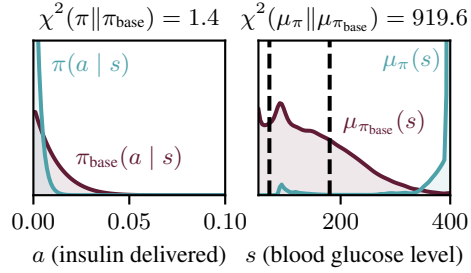 χ²(π‖π_base) = 1.4
χ²(μ_π‖μ_π_base) = 919.6
π(a | s)
π_base(a | s)
μ_π(s)
μ_π_base(s)
0.00 0.05 0.10
200 400
a (insulin delivered)
s (blood glucose level)